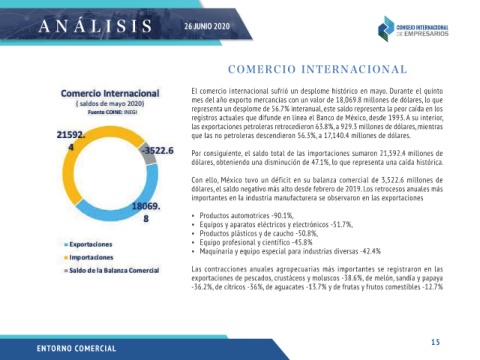 ANÁLISIS
26 JUNIO 2020
CONSEJO INTERNACIONAL
DE EMPRESARIOS
COMERCIO INTERNACIONAL
Comercio Internacional
( saldos de mayo 2020)
Fuente COINE: INEGI
21592.
4
-3522.6
18069.
8
Exportaciones
Importaciones
Saldo de la Balanza Comercial
El comercio internacional sufrió un desplome histórico en mayo. Durante el quinto
mes del año exporto mercancías con un valor de 18,069.8 millones de dólares, lo que
representa un desplome de 56.7% interanual, este saldo representa la peor caída en los
registros actuales que difunde en línea el Banco de México, desde 1993. A su interior,
las exportaciones petroleras retrocedieron 63.8%, a 929.3 millones de dólares, mientras
que las no petroleras descendieron 56.3%, a 17,140.4 millones de dólares.
Por consiguiente, el saldo total de las importaciones sumaron 21,592.4 millones de
dólares, obteniendo una disminución de 47.1%, lo que representa una caída histórica.
Con ello, México tuvo un déficit en su balanza comercial de 3,522.6 millones de
dólares, el saldo negativo más alto desde febrero de 2019. Los retrocesos anuales más
importantes en la industria manufacturera se observaron en las exportaciones
• Productos automotrices -90.1%,
• Equipos y aparatos eléctricos y electrónicos -51.7%,
• Productos plásticos y de caucho -50.8%,
• Equipo profesional y científico -45.8%
• Maquinaria y equipo especial para industrias diversas -42.4%
Las contracciones anuales agropecuarias más importantes se registraron en las
exportaciones de pescados, crustáceos y moluscos -38.6%, de melón, sandía y papaya
-36.2%, de cítricos -36%, de aguacates -13.7% y de frutas y frutos comestibles -12.7%
ENTORNO COMERCIAL
15